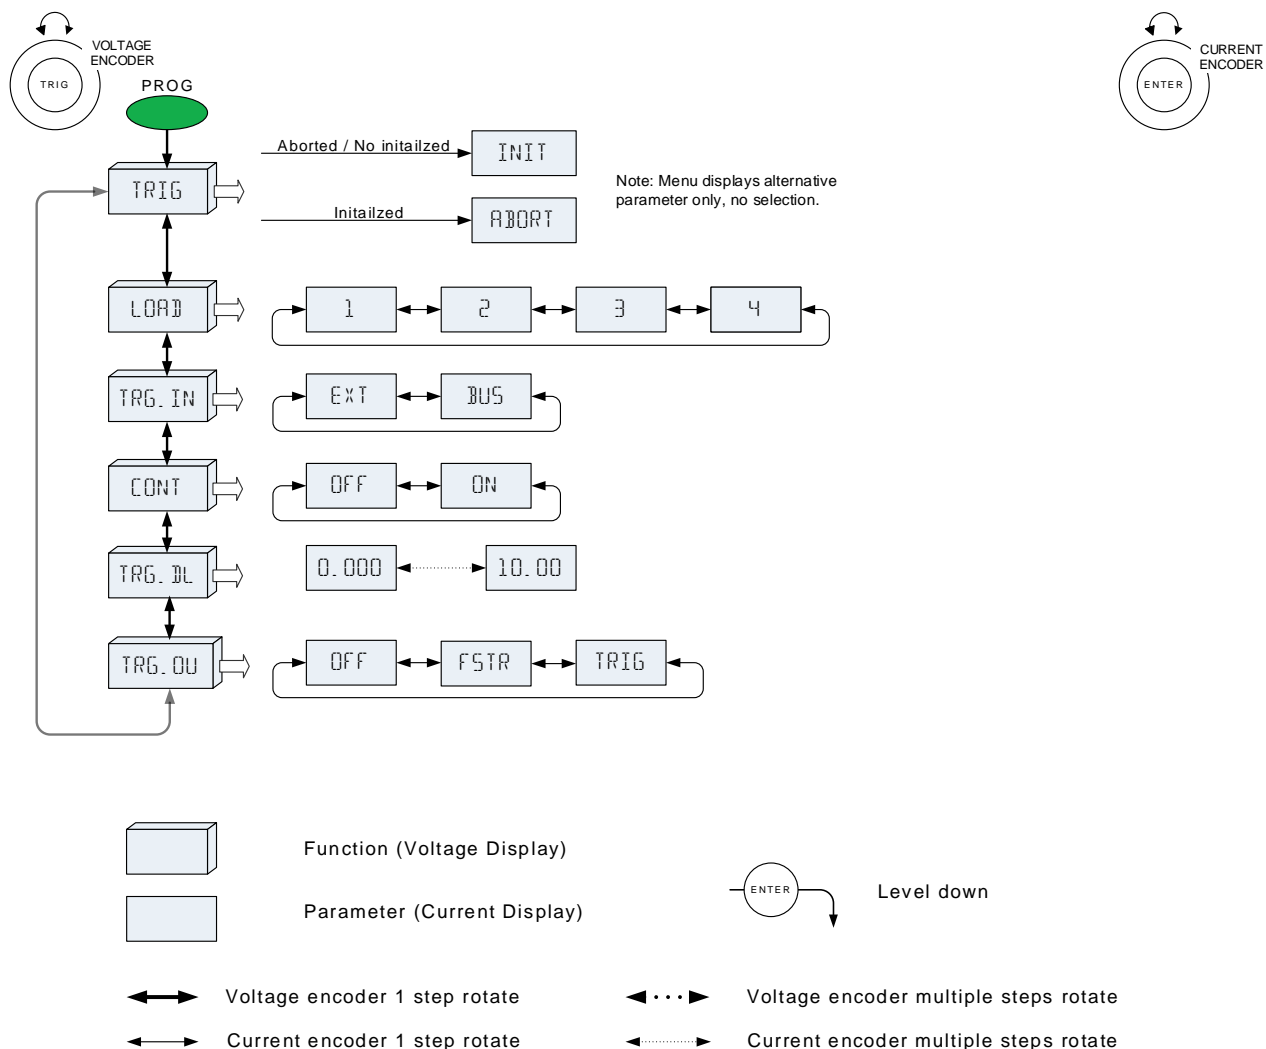 VOLTAGE
ENCODER
TRIG
CURRENT
ENCODER
ENTER
PROG
TRIG
Aborted / No initailzed
INIT
Note: Menu displays alternative
parameter only, no selection.
Initailzed
ABORT
LOAD 1 2 3 4
TRG. IN EXT BUS
CONT OFF ON
TRG. DL 0. 000 10. 00
TRG. OU OFF FSTR TRIG
Function (Voltage Display)
Parameter (Current Display)
ENTER
Level down
Voltage encoder 1 step rotate
Voltage encoder multiple steps rotate
Current encoder 1 step rotate
Current encoder multiple steps rotate